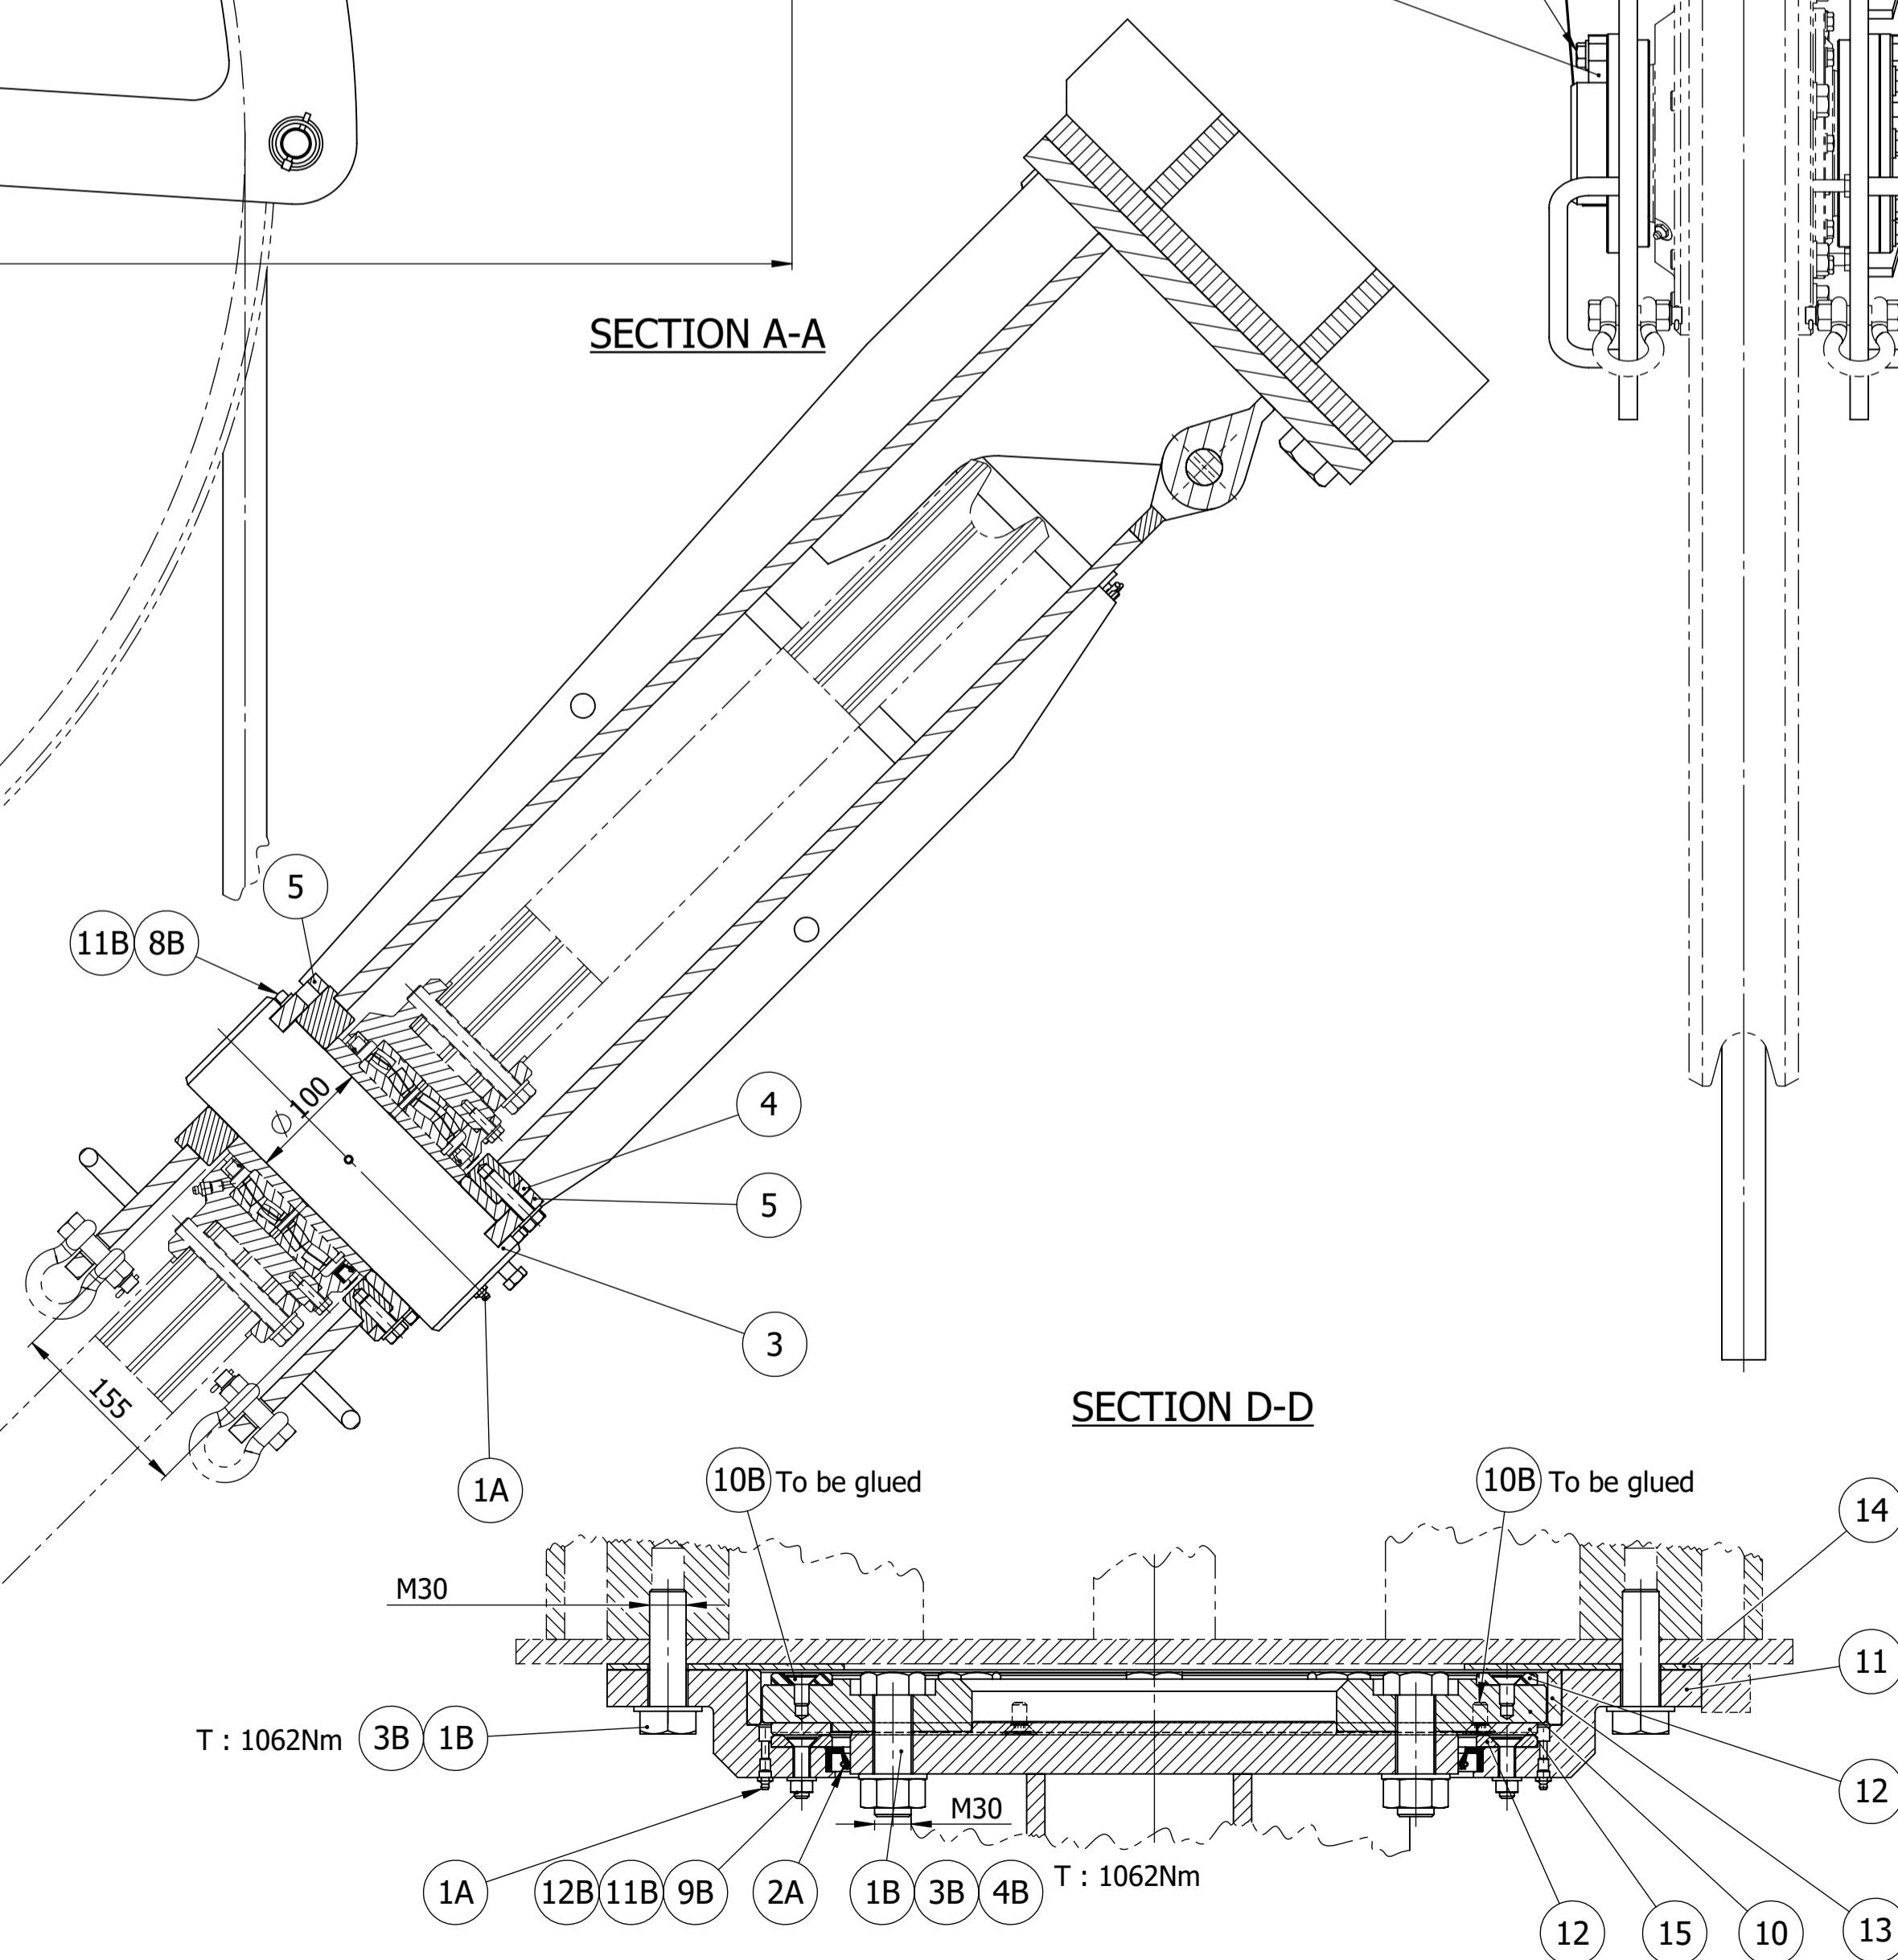 SECTION A-A
5
11B 8B
100
4
5
3
155
SECTION D-D
1A
10B To be glued
10B To be glued
14
M30
11
T : 1062Nm 3B 1B
12
M30
1A 12B 11B 9B 2A 1B 3B 4B T : 1062Nm
12 15 10 13